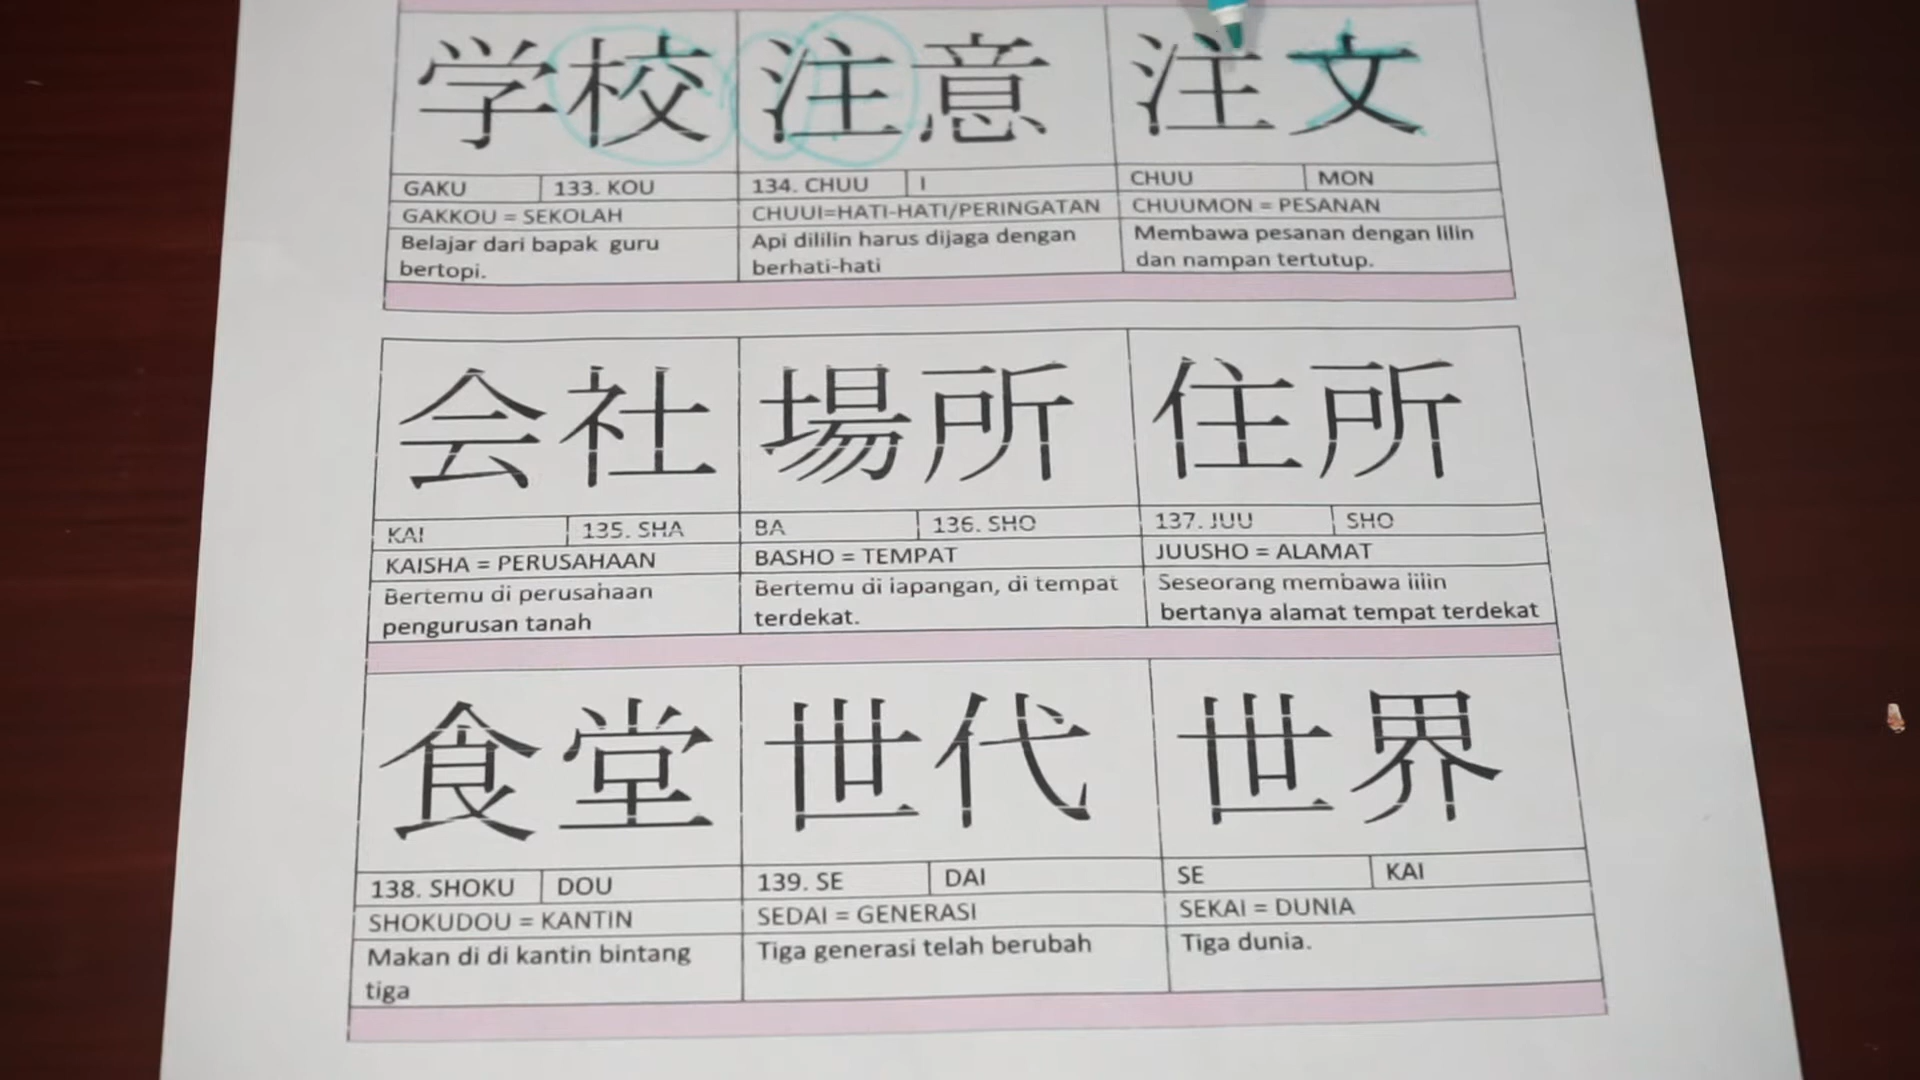 学校 注意 注文
GAKU 133. KOU 134. CHUU I CHUU MON
GAKKOU = SEKOLAH CHUUI=HATI-HATI/PERINGATAN CHUUMON = PESANAN
Belajar dari bapak guru bertopi.
Api dililin harus dijaga dengan berhati-hati
Membawa pesanan dengan lilin dan nampan tertutup.
会社 場所 住所
KAI 135. SHA BA 136. SHO 137. JUU SHO
KAISHA = PERUSAHAAN BASHO = TEMPAT JUUSHO = ALAMAT
Bertemu di perusahaan pengurusan tanah
Bertemu di lapangan, di tempat terdekat.
Seseorang membawa lilin bertanya alamat tempat terdekat
食堂 世代 世界
138. SHOKU DOU 139. SE DAI SE KAI
SHOKUDOU = KANTIN SEDAI = GENERASI SEKAI = DUNIA
Makan di di kantin bintang tiga
Tiga generasi telah berubah
Tiga dunia.